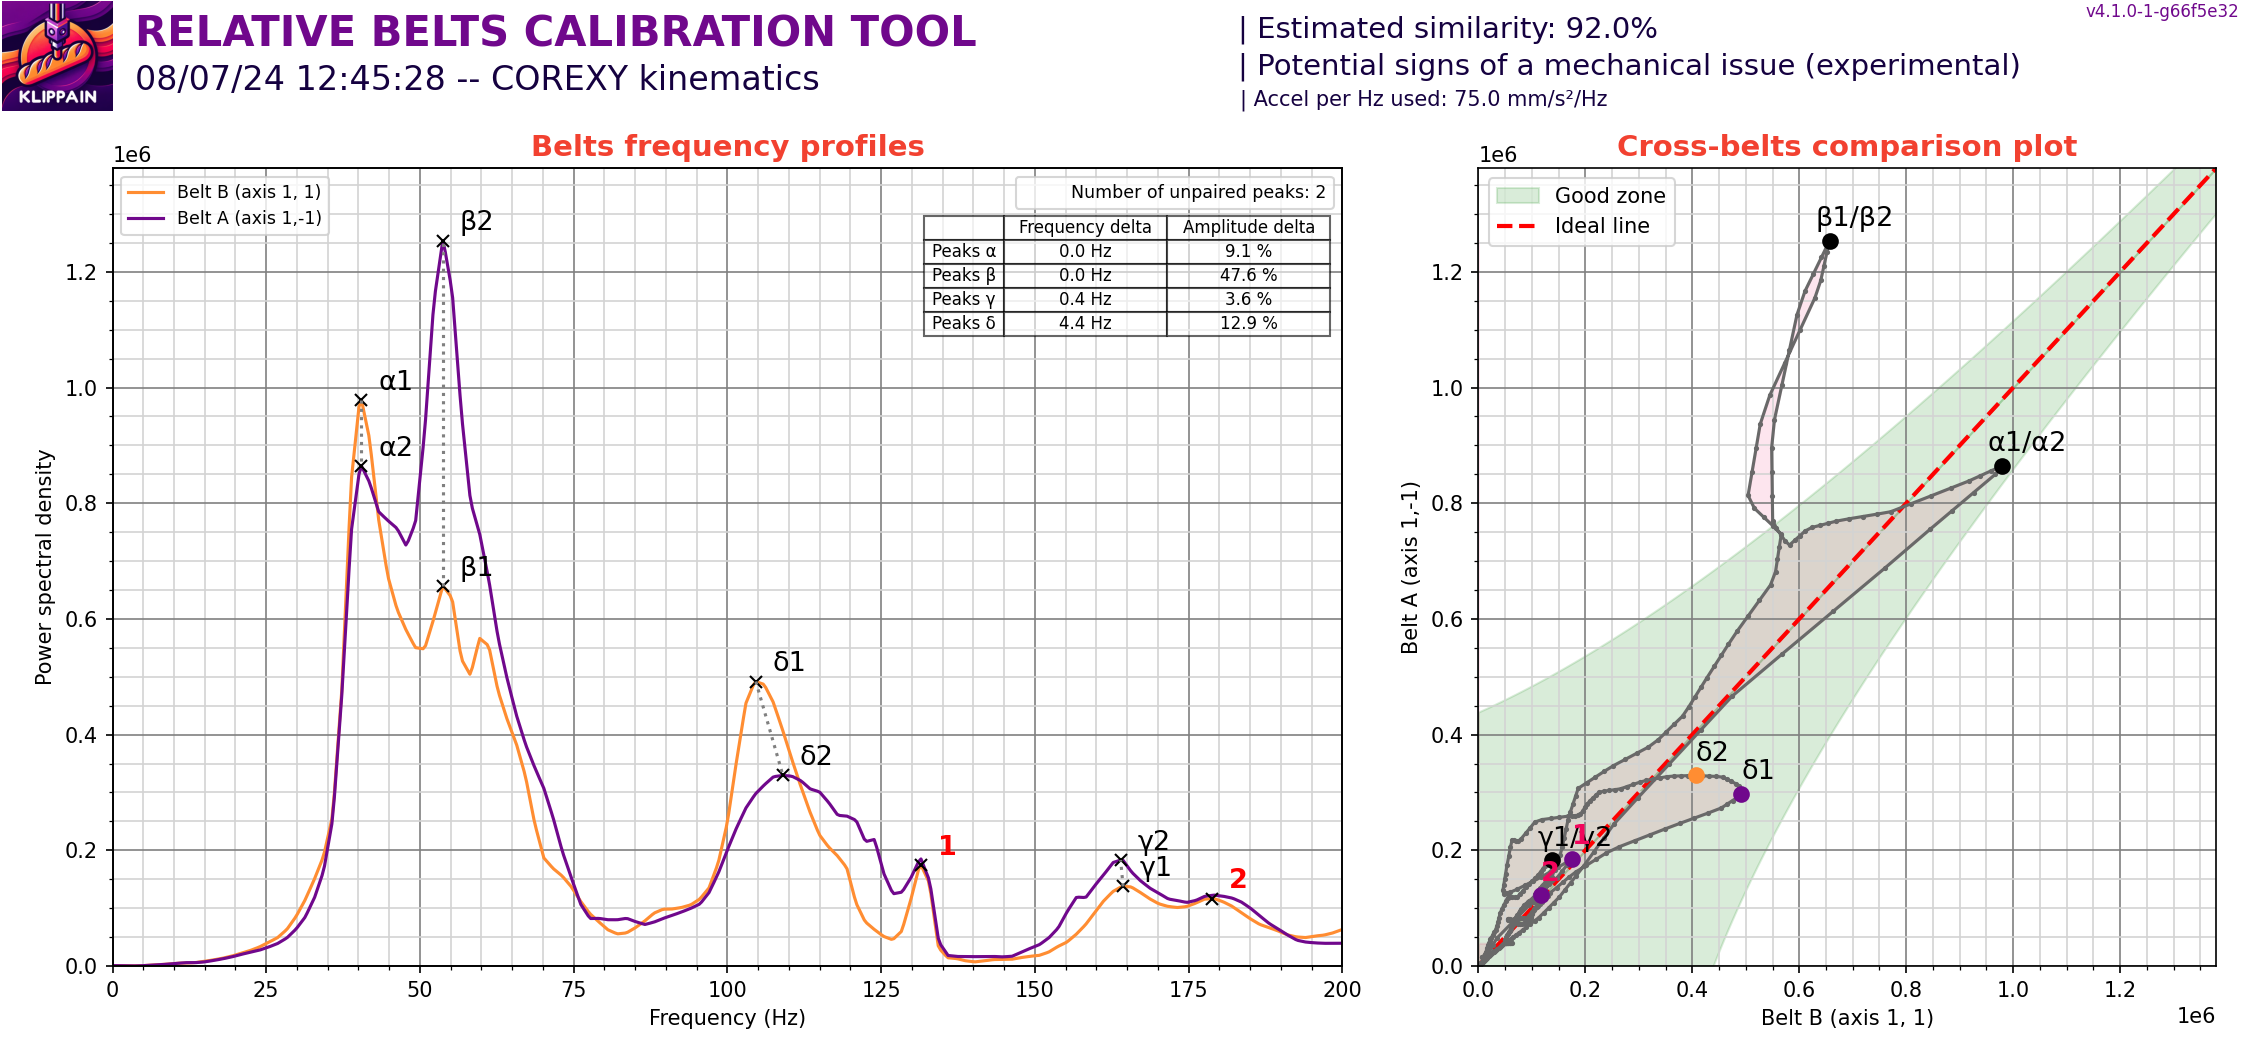 v4.1.0-1-g66f5e32
KLIPPAIN
RELATIVE BELTS CALIBRATION TOOL
08/07/24 12:45:28 -- COREXY kinematics
| Estimated similarity: 92.0%
| Potential signs of a mechanical issue (experimental)
| Accel per Hz used: 75.0 mm/s²/Hz
Belts frequency profiles
1e6
Belt B (axis 1, 1)
Belt A (axis 1,-1)
Number of unpaired peaks: 2
Frequency delta Amplitude delta
Peaks α 0.0 Hz 9.1 %
Peaks β 0.0 Hz 47.6 %
Peaks γ 0.4 Hz 3.6 %
Peaks δ 4.4 Hz 12.9 %
β2
α1
α2
β1
δ1
δ2
1
γ2
γ1
2
1.2
1.0
0.8
0.6
0.4
0.2
0.0
Power spectral density
0 25 50 75 100 125 150 175 200
Frequency (Hz)
Cross-belts comparison plot
1e6
Good zone
Ideal line
β1/β2
α1/α2
δ2
δ1
1
γ1/γ2
2
1.2
1.0
0.8
0.6
0.4
0.2
0.0
Belt A (axis 1,-1)
0.0 0.2 0.4 0.6 0.8 1.0 1.2
Belt B (axis 1, 1)
1e6